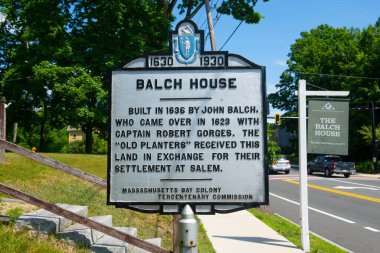 1630 1930
BALCH HOUSE
BUILT IN 1636 BY JOHN BALCH,
WHO CAME OVER IN 1623 WITH
CAPTAIN ROBERT GORGES. THE
"OLD PLANTERS" RECEIVED THIS
LAND IN EXCHANGE FOR THEIR
SETTLEMENT AT SALEM.
MASSACHUSETTS BAY COLONY
TERCENTENARY COMMISSION
THE
BALCH
HOUSE